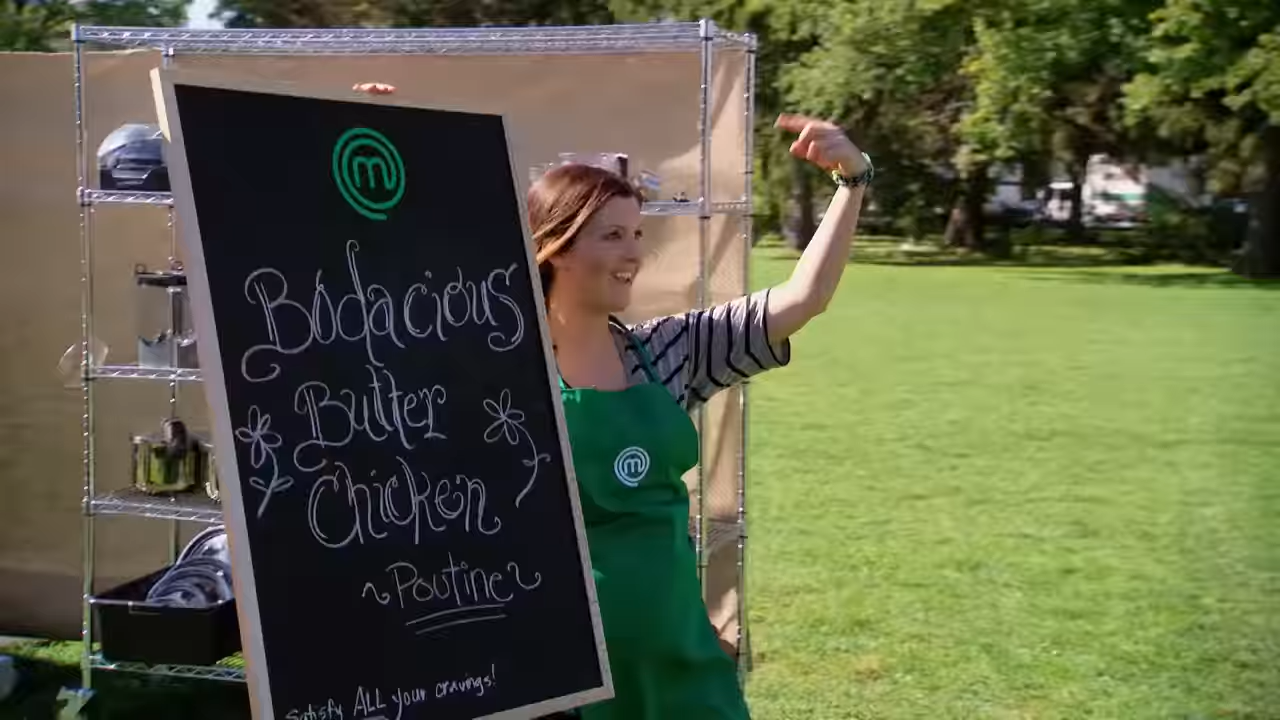 m
Bodacious
Butter
Chicken
~Poutine~
Satisfy ALL your cravings!
m